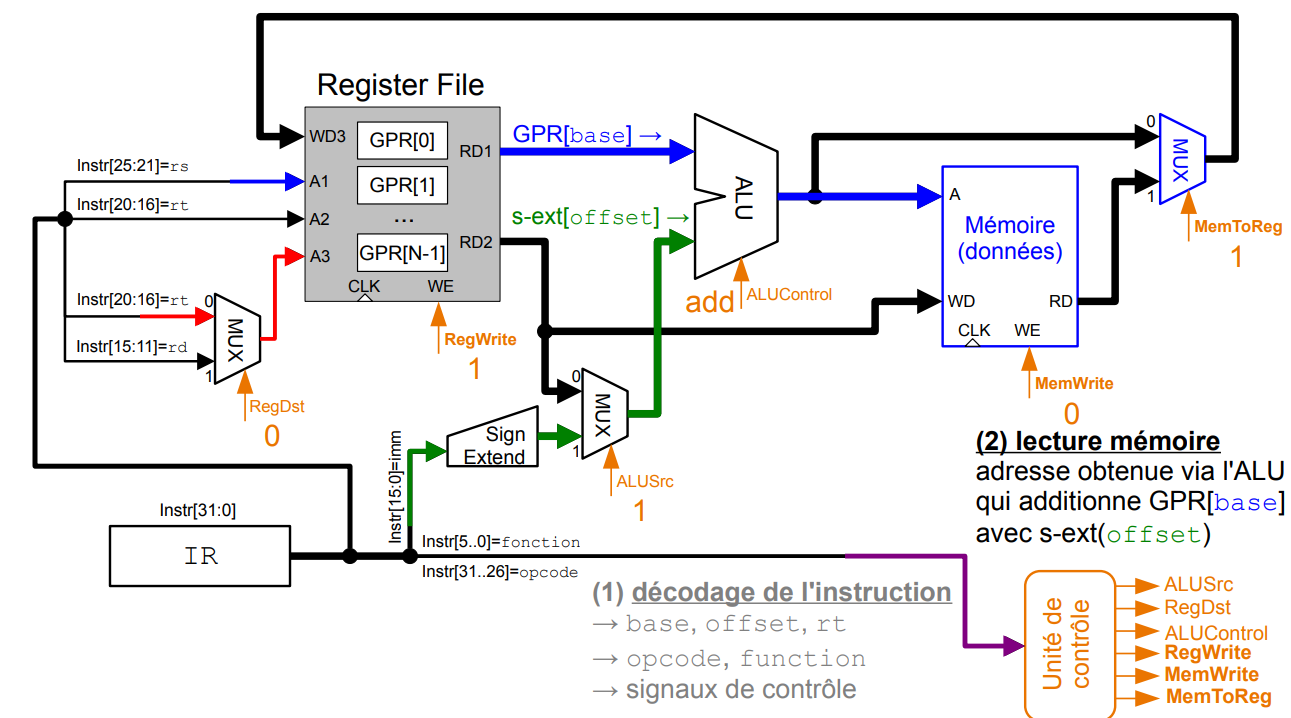 Register File
WD3
GPR[0]
RD1
GPR[base] →
0
MUX
1
Instr[25:21]=rs
A1
GPR[1]
ALU
A
Instr[20:16]=rt
A2
...
s-ext[offset] →
Mémoire
(données)
MemToReg
1
A3
GPR[N-1]
RD2
CLK
WE
add
ALUControl
WD
RD
CLK
WE
Instr[20:16]=rt
0
MUX
Instr[15:11]=rd
1
RegWrite
1
RegDst
0
MemWrite
0
0
MUX
1
Sign
Extend
ALUSrc
1
Instr[15:0]=imm
(2) lecture mémoire
adresse obtenue via l'ALU
qui additionne GPR[base]
avec s-ext(offset)
Instr[31:0]
IR
Instr[5..0]=fonction
Instr[31..26]=opcode
(1) décodage de l'instruction
→ base, offset, rt
→ opcode, function
→ signaux de contrôle
Unité de
contrôle
ALUSrc
RegDst
ALUControl
RegWrite
MemWrite
MemToReg